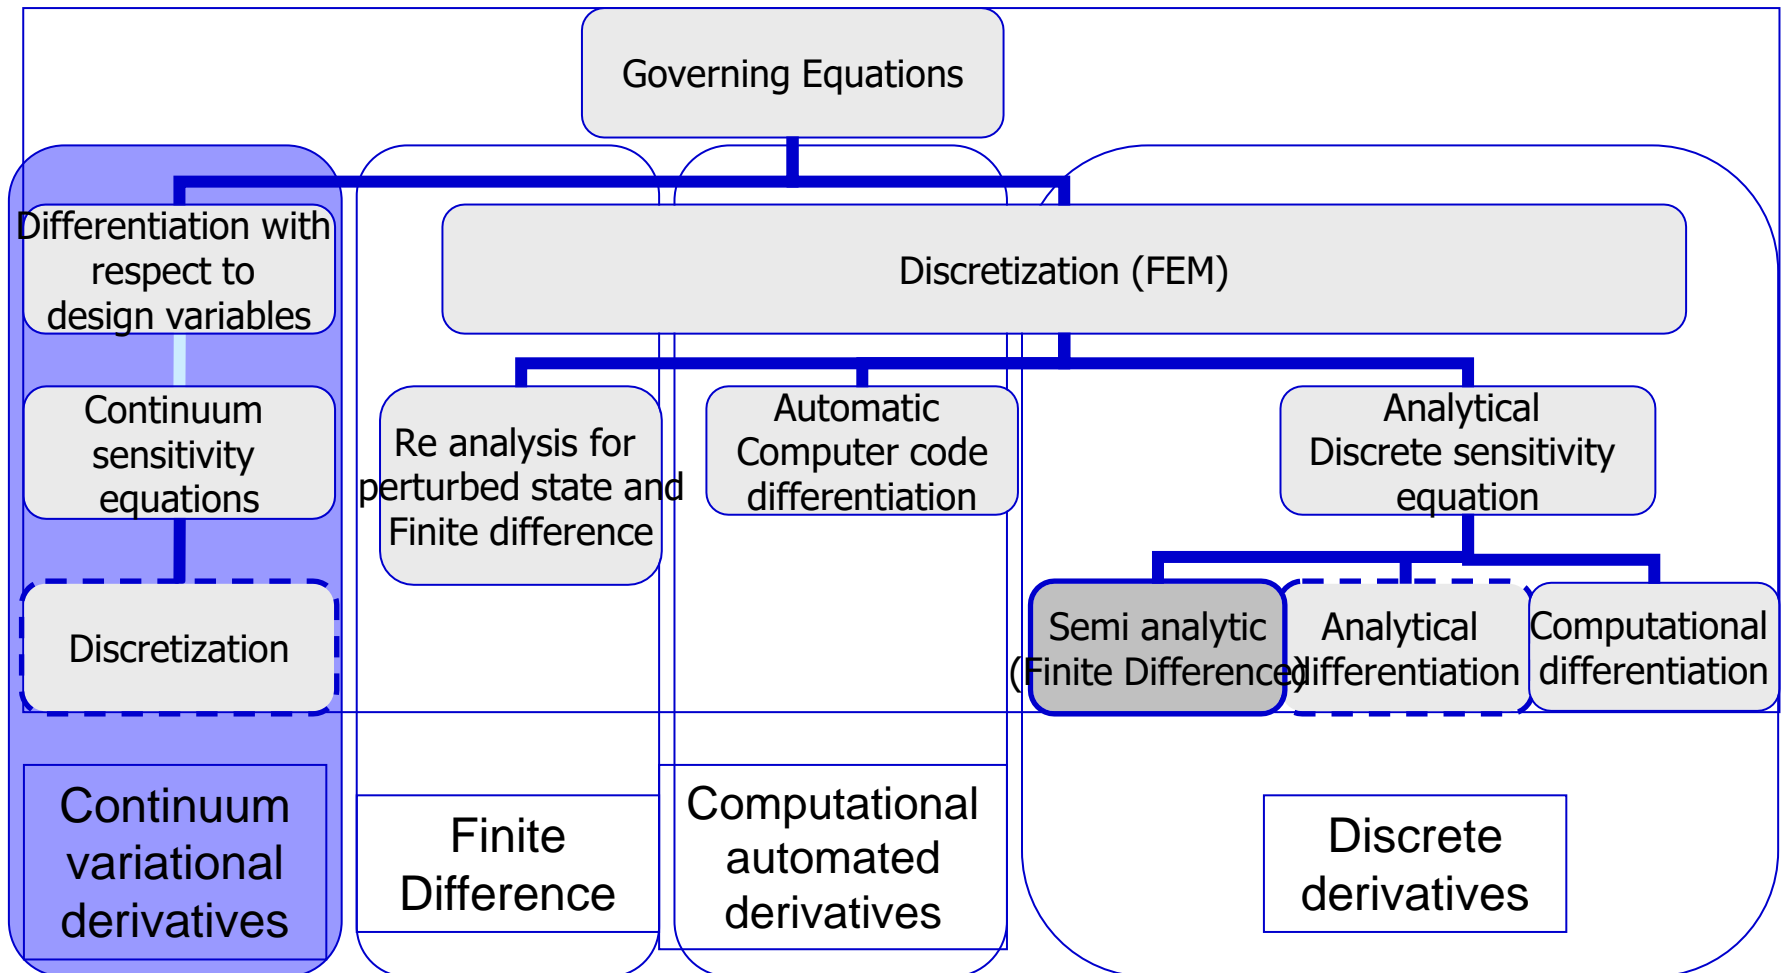 Governing Equations
Differentiation with
respect to
design variables
Discretization (FEM)
Continuum
sensitivity
equations
Re analysis for
perturbed state and
Finite difference
Automatic
Computer code
differentiation
Analytical
Discrete sensitivity
equation
Discretization
Semi analytic
(Finite Difference)
Analytical
differentiation
Computational
differentiation
Continuum
variational
derivatives
Finite
Difference
Computational
automated
derivatives
Discrete
derivatives